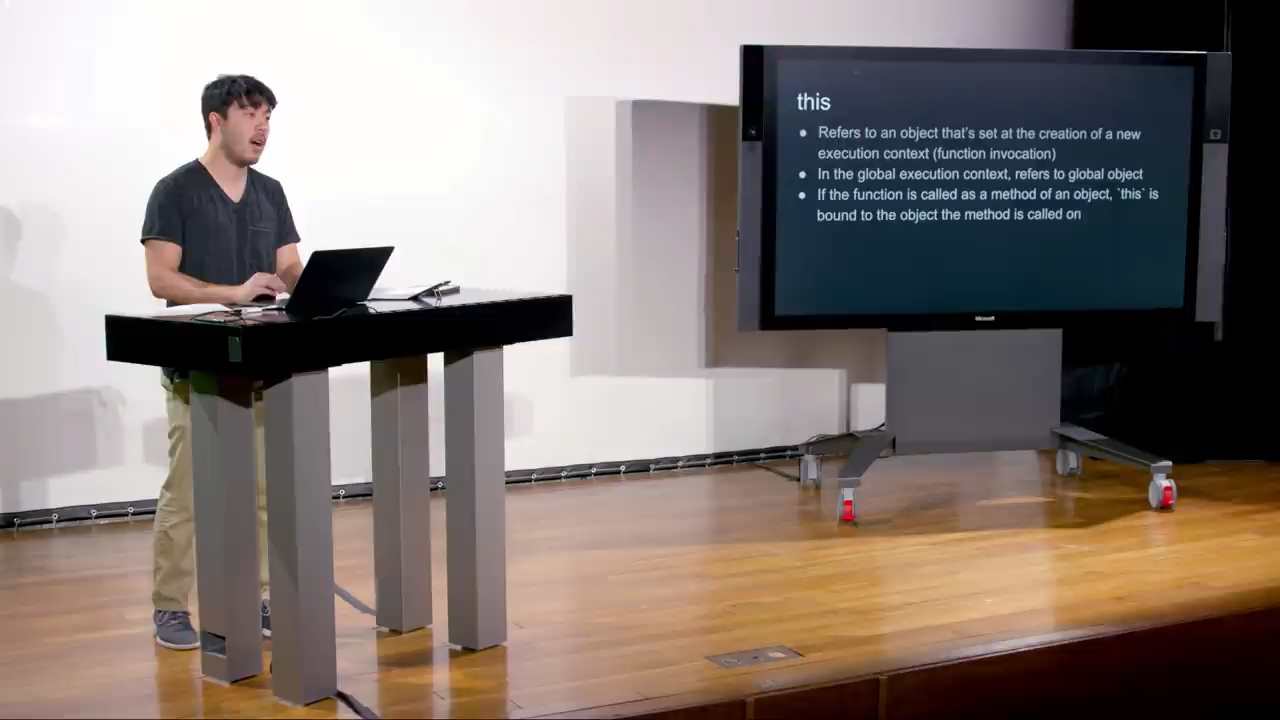 this
• Refers to an object that's set at the creation of a new
execution context (function invocation)
• In the global execution context, refers to global object
• If the function is called as a method of an object, `this` is
bound to the object the method is called on
Microsoft